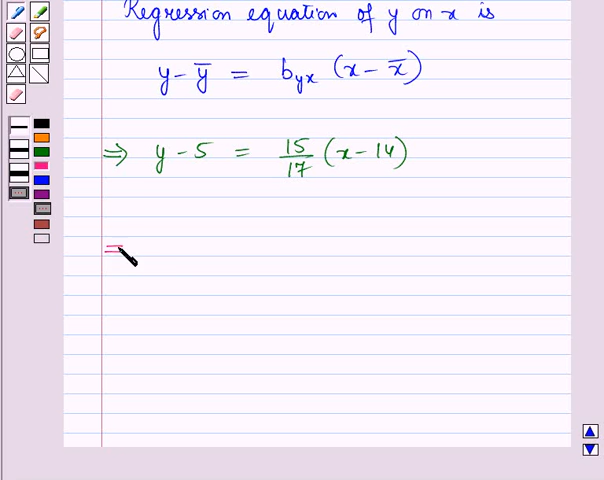 Regression equation of y on x is
y - ȳ = b_yx (x - x̄)
⇒ y - 5 = 15/17 (x - 14)
=